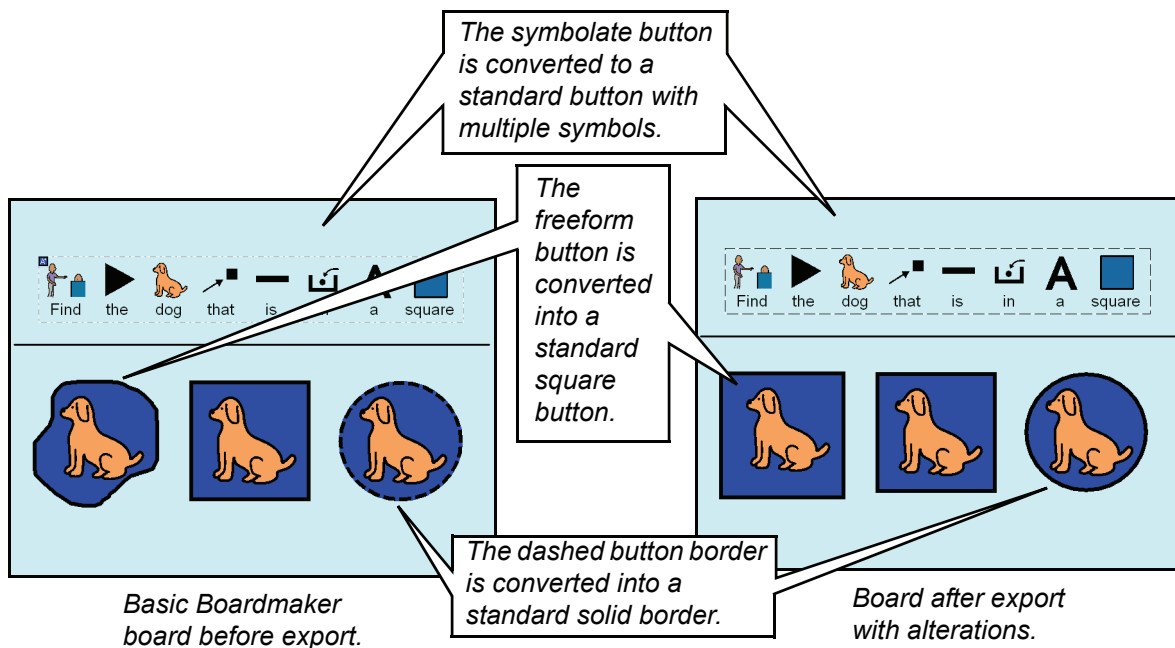 The symbolate button
is converted to a
standard button with
multiple symbols.
The
freeform
button is
converted
into a
standard
square
button.
Find the dog that is a square
Find the dog that is in a square
The dashed button border
is converted into a
standard solid border.
Basic Boardmaker
board before export.
Board after export
with alterations.